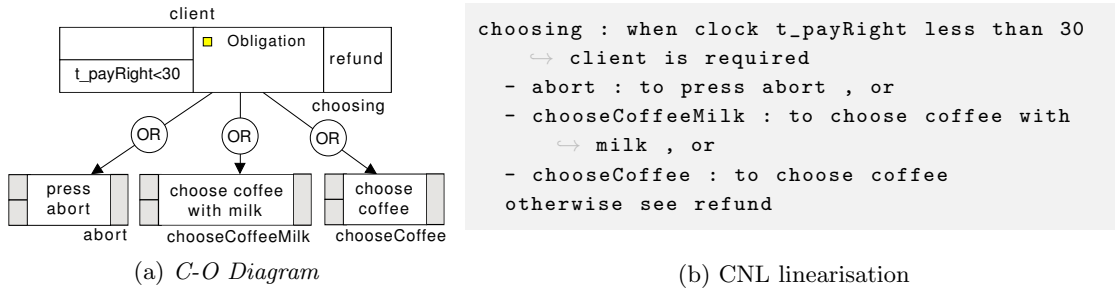 client
Obligation
t_payRight<30
refund
choosing
OR
OR
OR
press
abort
choose coffee
with milk
choose
coffee
abort
chooseCoffeeMilk
chooseCoffee
(a) C-O Diagram
choosing : when clock t_payRight less than 30
↪ client is required
- abort : to press abort , or
- chooseCoffeeMilk : to choose coffee with
↪ milk , or
- chooseCoffee : to choose coffee
otherwise see refund
(b) CNL linearisation